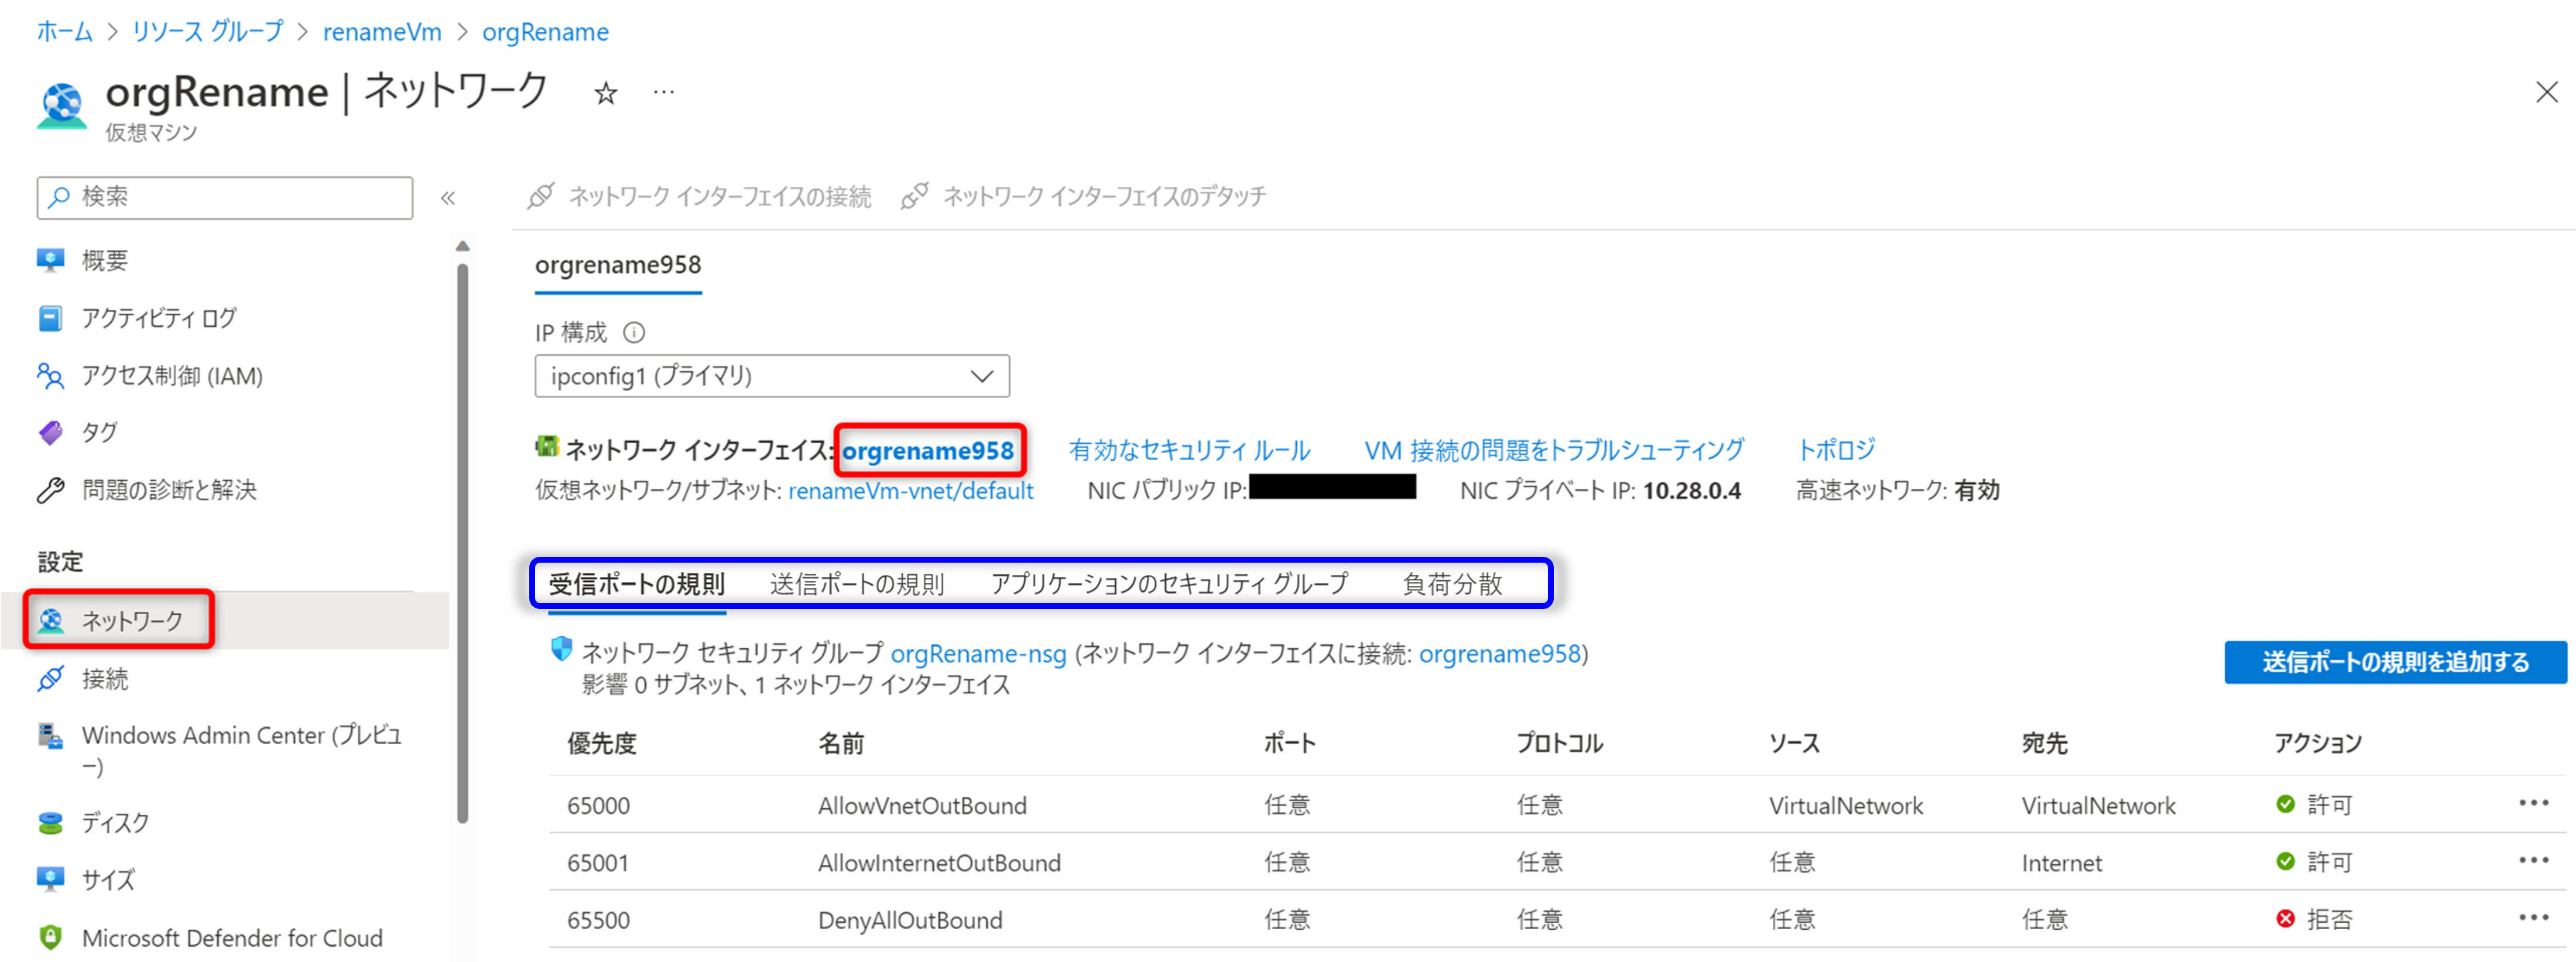 ホーム > リソース グループ > renameVm > orgRename
orgRename | ネットワーク ☆ ...
仮想マシン
検索
«
概要
アクティビティ ログ
アクセス制御 (IAM)
タグ
問題の診断と解決
設定
ネットワーク
接続
Windows Admin Center (プレビュ
ー)
ディスク
サイズ
Microsoft Defender for Cloud
ネットワーク インターフェイスの接続 ネットワーク インターフェイスのデタッチ
orgrename958
IP 構成
ipconfig1 (プライマリ)
ネットワーク インターフェイス: orgrename958 有効なセキュリティ ルール VM 接続の問題をトラブルシューティング トポロジ
仮想ネットワーク/サブネット: renameVm-vnet/default NIC パブリック IP: NIC プライベート IP: 10.28.0.4 高速ネットワーク: 有効
受信ポートの規則 送信ポートの規則 アプリケーションのセキュリティ グループ 負荷分散
ネットワーク セキュリティ グループ orgRename-nsg (ネットワーク インターフェイスに接続: orgrename958)
影響 0 サブネット、1 ネットワーク インターフェイス
送信ポートの規則を追加する
優先度 名前 ポート プロトコル ソース 宛先 アクション
65000 AllowVnetOutBound 任意 任意 VirtualNetwork VirtualNetwork 許可 ...
65001 AllowInternetOutBound 任意 任意 任意 Internet 許可 ...
65500 DenyAllOutBound 任意 任意 任意 任意 拒否 ...